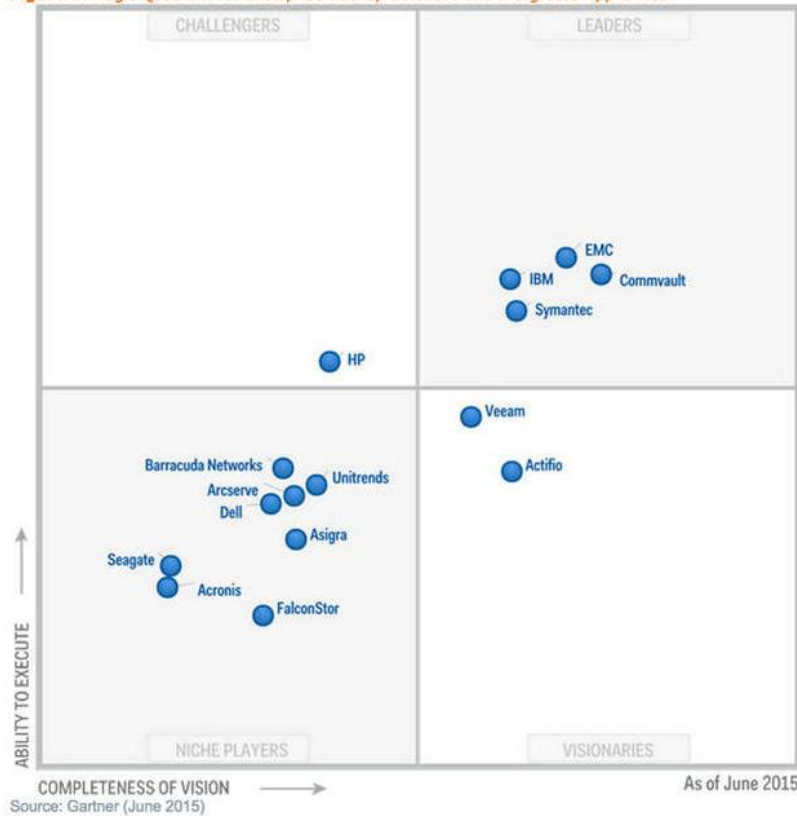 CHALLENGERS
LEADERS
EMC
IBM
Commvault
Symantec
HP
Veeam
Barracuda Networks
Actifio
Unitrends
Arcserve
Dell
Asigra
Seagate
Acronis
FalconStor
ABILITY TO EXECUTE
NICHE PLAYERS
VISIONARIES
COMPLETENESS OF VISION
As of June 2015
Source: Gartner (June 2015)